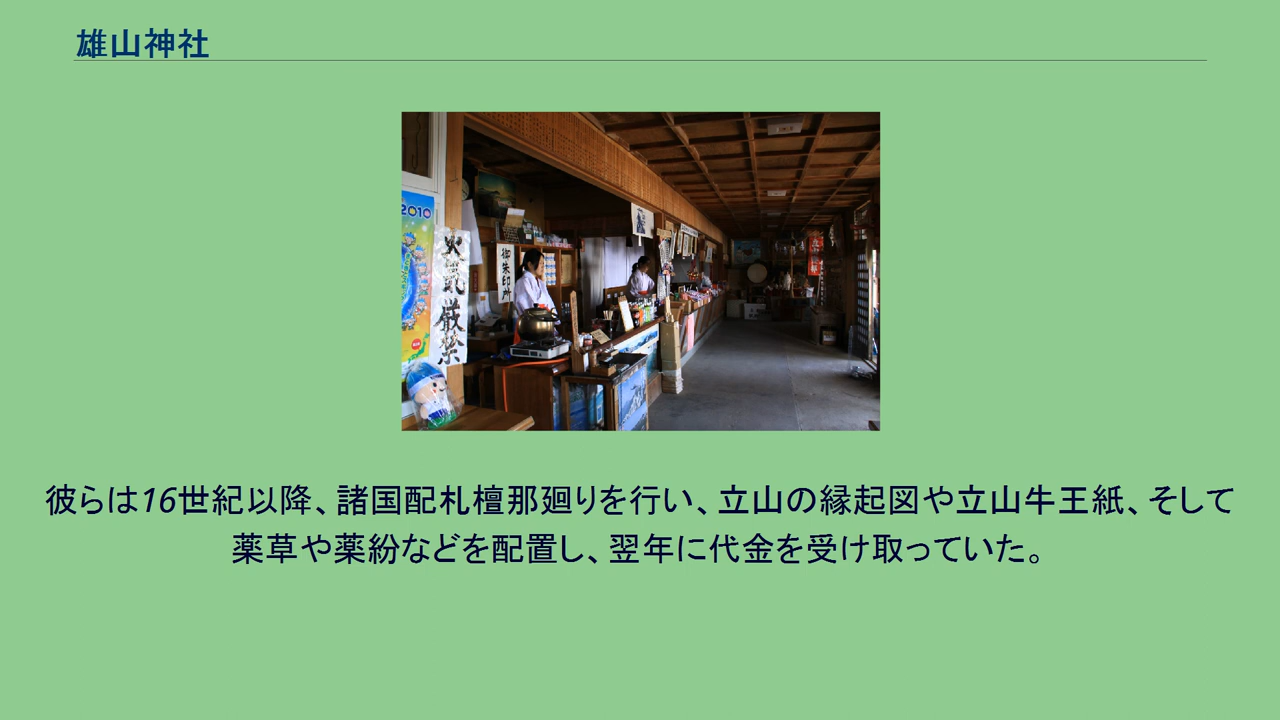 雄山神社
2010
火気厳禁
御朱印所
彼らは16世紀以降、諸国配札檀那廻りを行い、立山の縁起図や立山牛王紙、そして
薬草や薬紛などを配置し、翌年に代金を受け取っていた。